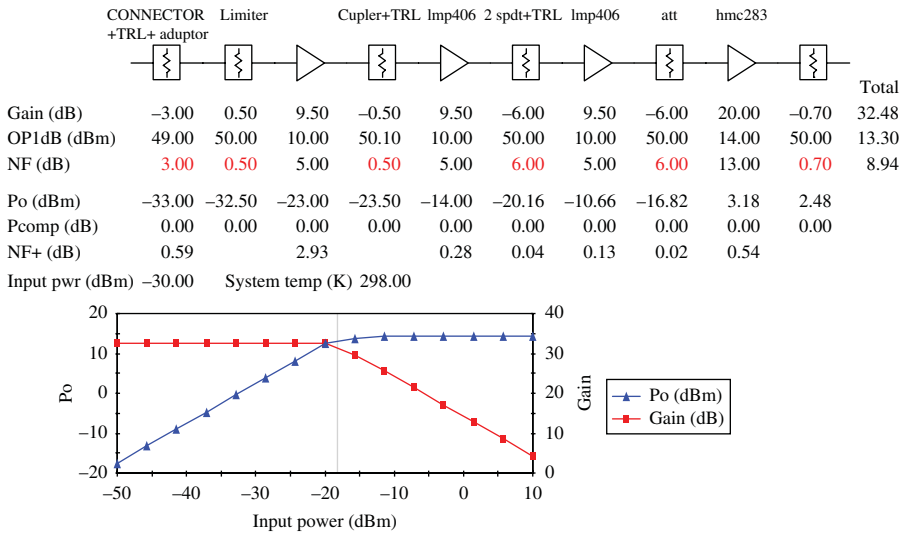 CONNECTOR Limiter Cupler+TRL lmp406 2 spdt+TRL lmp406 att hmc283
+TRL+ aduptor
Total
Gain (dB) −3.00 0.50 9.50 −0.50 9.50 −6.00 9.50 −6.00 20.00 −0.70 32.48
OP1dB (dBm) 49.00 50.00 10.00 50.10 10.00 50.00 10.00 50.00 14.00 50.00 13.30
NF (dB) 3.00 0.50 5.00 0.50 5.00 6.00 5.00 6.00 13.00 0.70 8.94
Po (dBm) −33.00 −32.50 −23.00 −23.50 −14.00 −20.16 −10.66 −16.82 3.18 2.48
Pcomp (dB) 0.00 0.00 0.00 0.00 0.00 0.00 0.00 0.00 0.00 0.00
NF+ (dB) 0.59 2.93 0.28 0.04 0.13 0.02 0.54
Input pwr (dBm) −30.00 System temp (K) 298.00
20 40
10 30
0 20
−10 10
−20 0
Po
Gain
Po (dBm)
Gain (dB)
−50 −40 −30 −20 −10 0 10
Input power (dBm)